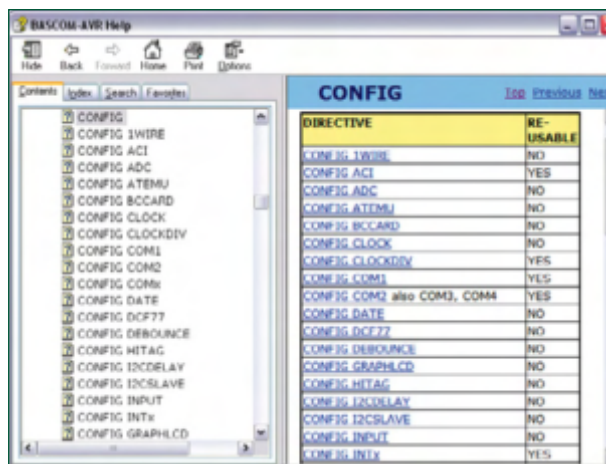 BASCOM-AVR Help
Hide Back Forward Home Print Options
Contents Index Search Favorites
CONFIG
CONFIG 1WIRE
CONFIG ACI
CONFIG ADC
CONFIG ATEMU
CONFIG BCCARD
CONFIG CLOCK
CONFIG CLOCKDIV
CONFIG COM1
CONFIG COM2
CONFIG COMx
CONFIG DATE
CONFIG DCF77
CONFIG DEBOUNCE
CONFIG HITAG
CONFIG I2CDELAY
CONFIG I2CSLAVE
CONFIG INPUT
CONFIG INTx
CONFIG GRAPHLCD
CONFIG Top Previous Ne
DIRECTIVE RE-
USABLE
CONFIG 1WIRE NO
CONFIG ACI YES
CONFIG ADC NO
CONFIG ATEMU NO
CONFIG BCCARD NO
CONFIG CLOCK NO
CONFIG CLOCKDIV YES
CONFIG COM1 YES
CONFIG COM2 also COM3, COM4 YES
CONFIG DATE NO
CONFIG DCF77 NO
CONFIG DEBOUNCE NO
CONFIG GRAPHLCD NO
CONFIG HITAG NO
CONFIG I2CDELAY NO
CONFIG I2CSLAVE NO
CONFIG INPUT NO
CONFIG INTx YES